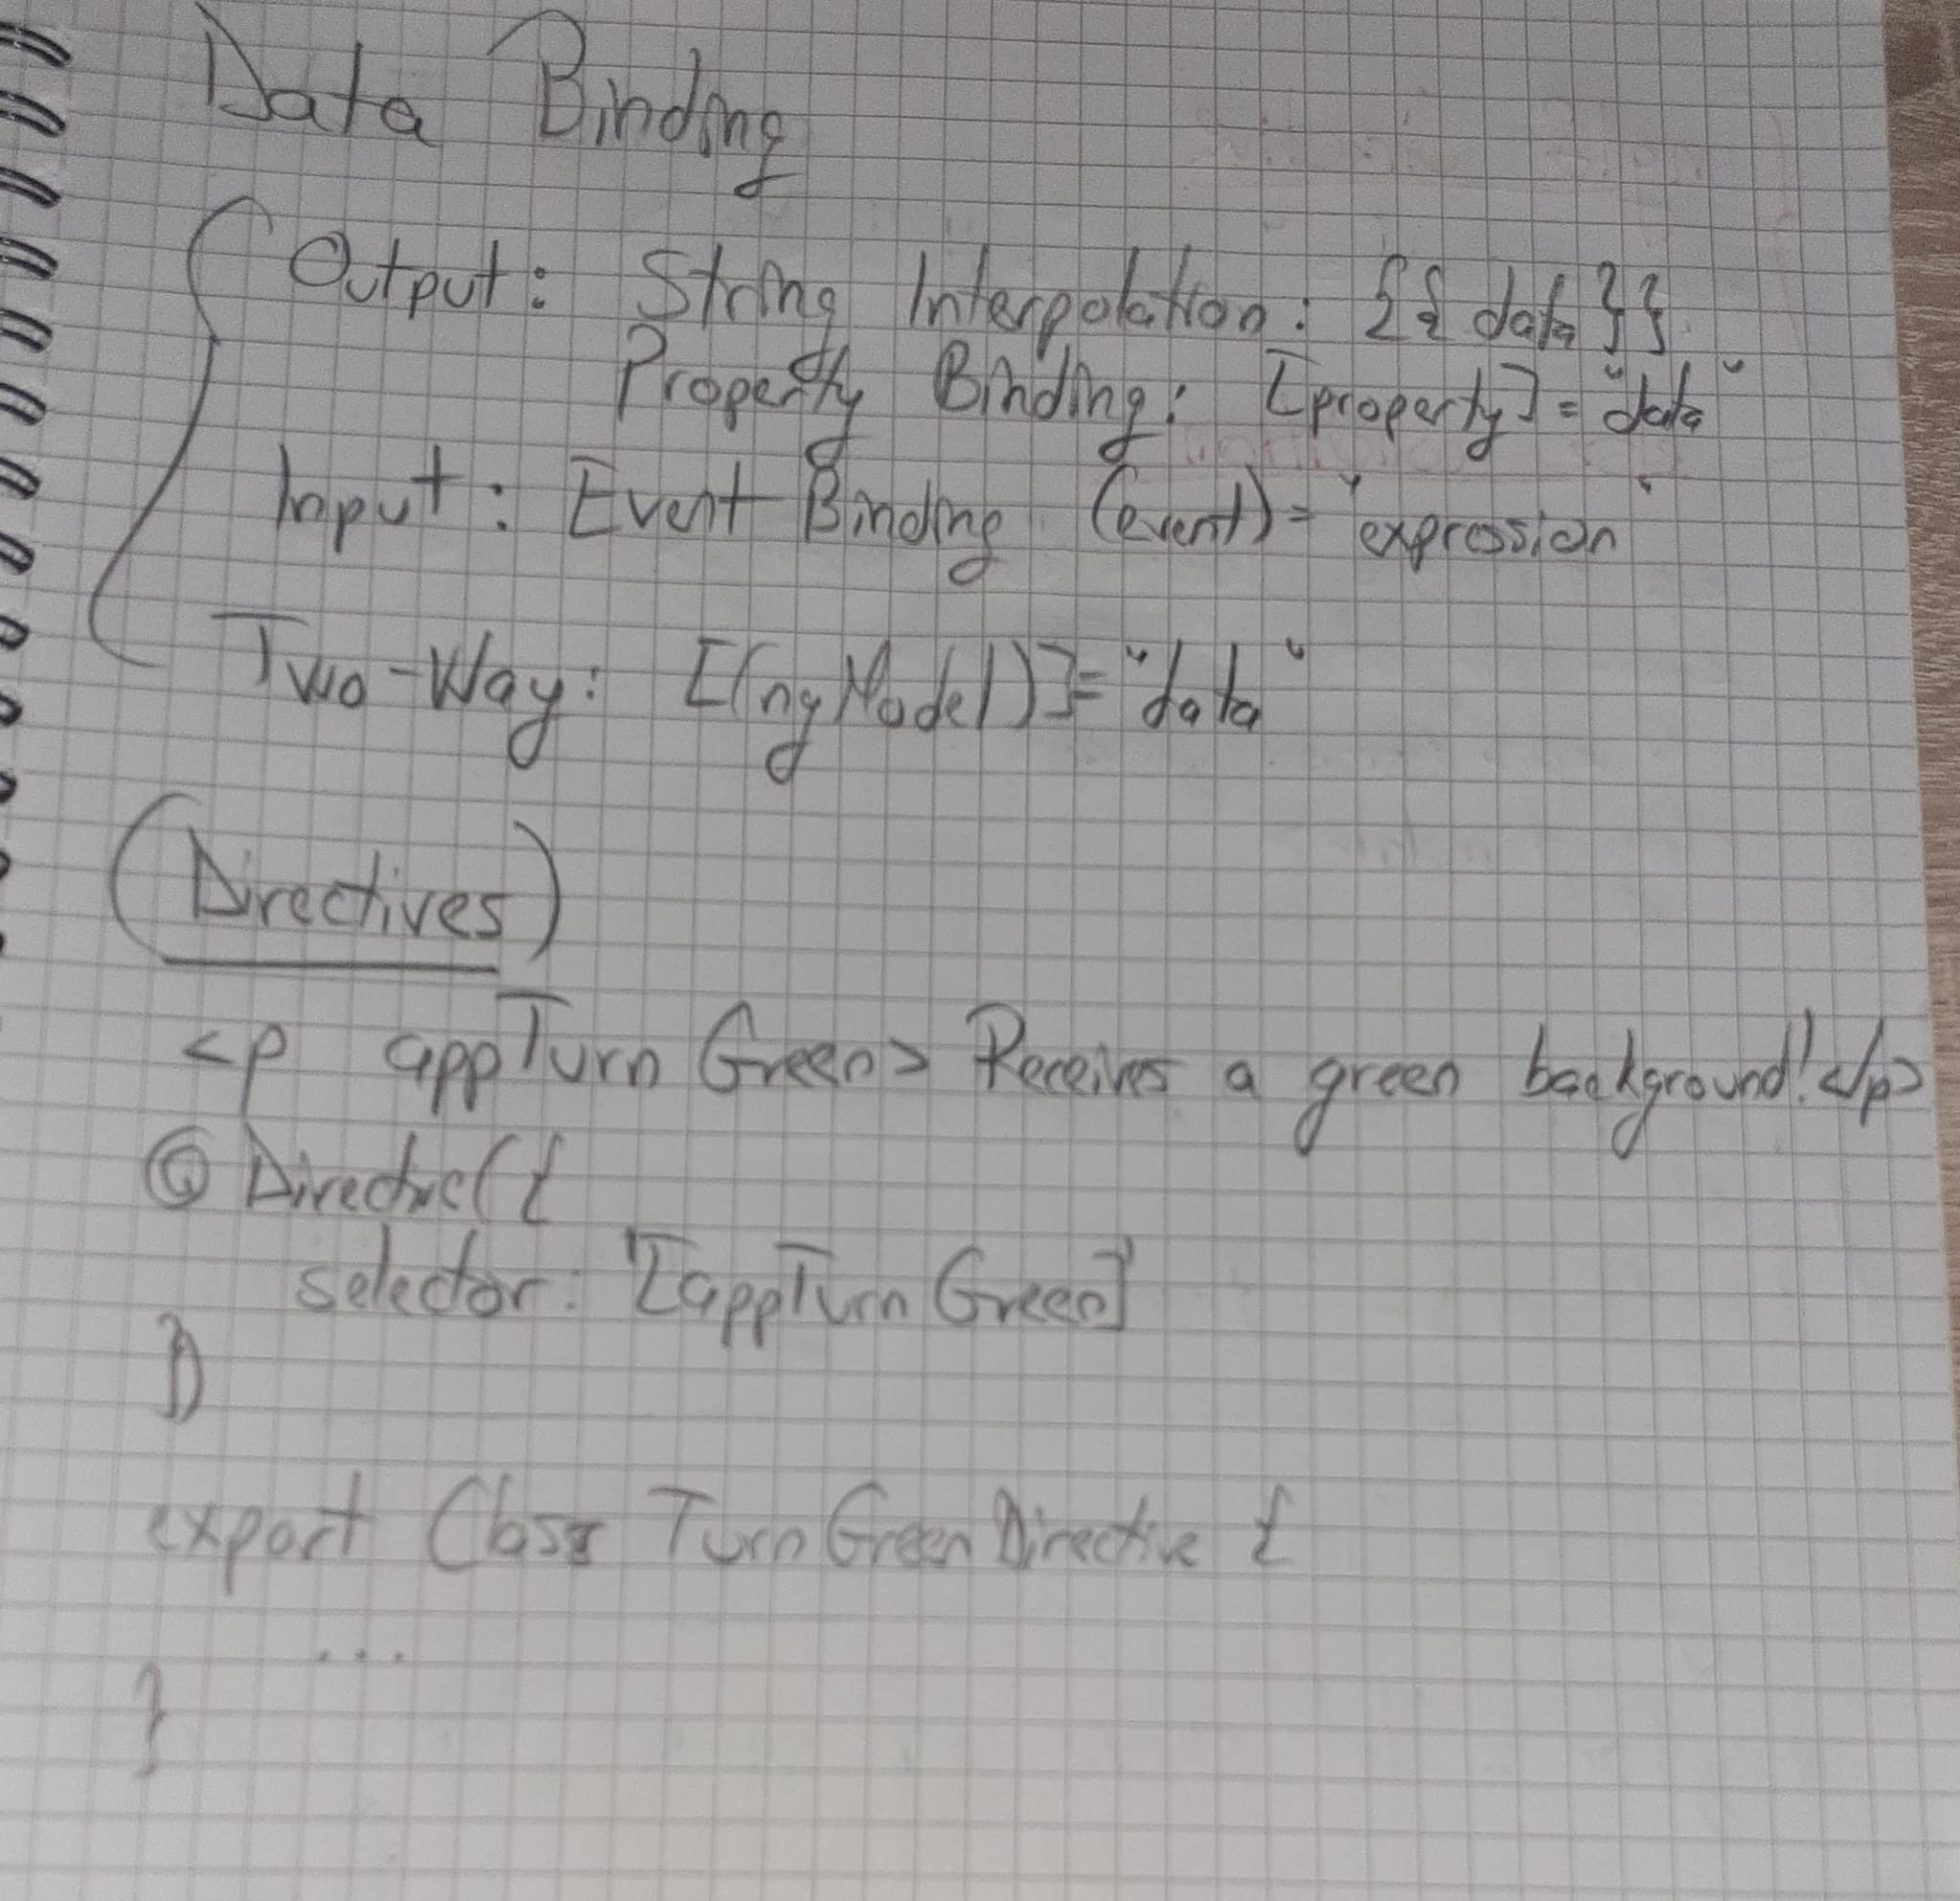 Data Binding
Output: String Interpolation: {{ data }}
Property Binding: [property] = "data"
Input: Event Binding (event) = "expression"
Two-Way: [(ngModel)] = "data"
(Directives)
<p appTurnGreen> Receives a green background!</p>
@Directive({
selector: '[appTurnGreen]'
})
export Class TurnGreenDirective {
...
}